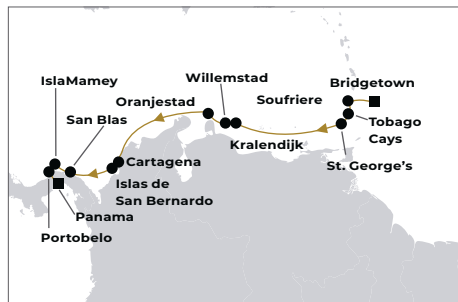 IslaMamey
Willemstad
Bridgetown
Oranjestad
Soufriere
San Blas
Tobago
Cays
Kralendijk
Cartagena
St. George's
Islas de
San Bernardo
Panama
Portobelo